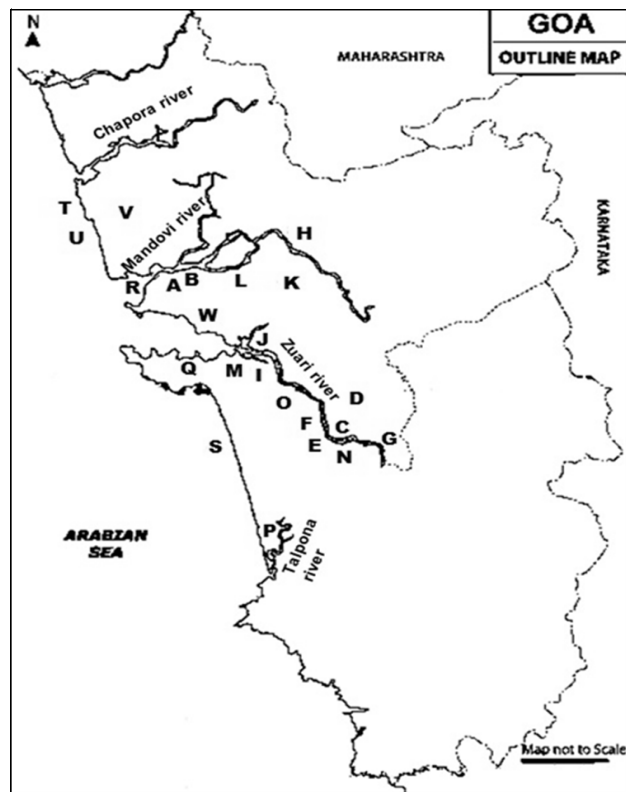 N
GOA
OUTLINE MAP
MAHARASHTRA
KARNATAKA
Chapora river
T
V
U
Mandovi river
H
R
A
B
L
K
W
J
Zuari river
Q
M
I
D
O
F
C
S
E
N
G
ARABIAN
SEA
P
Talpona
river
Map not to Scale